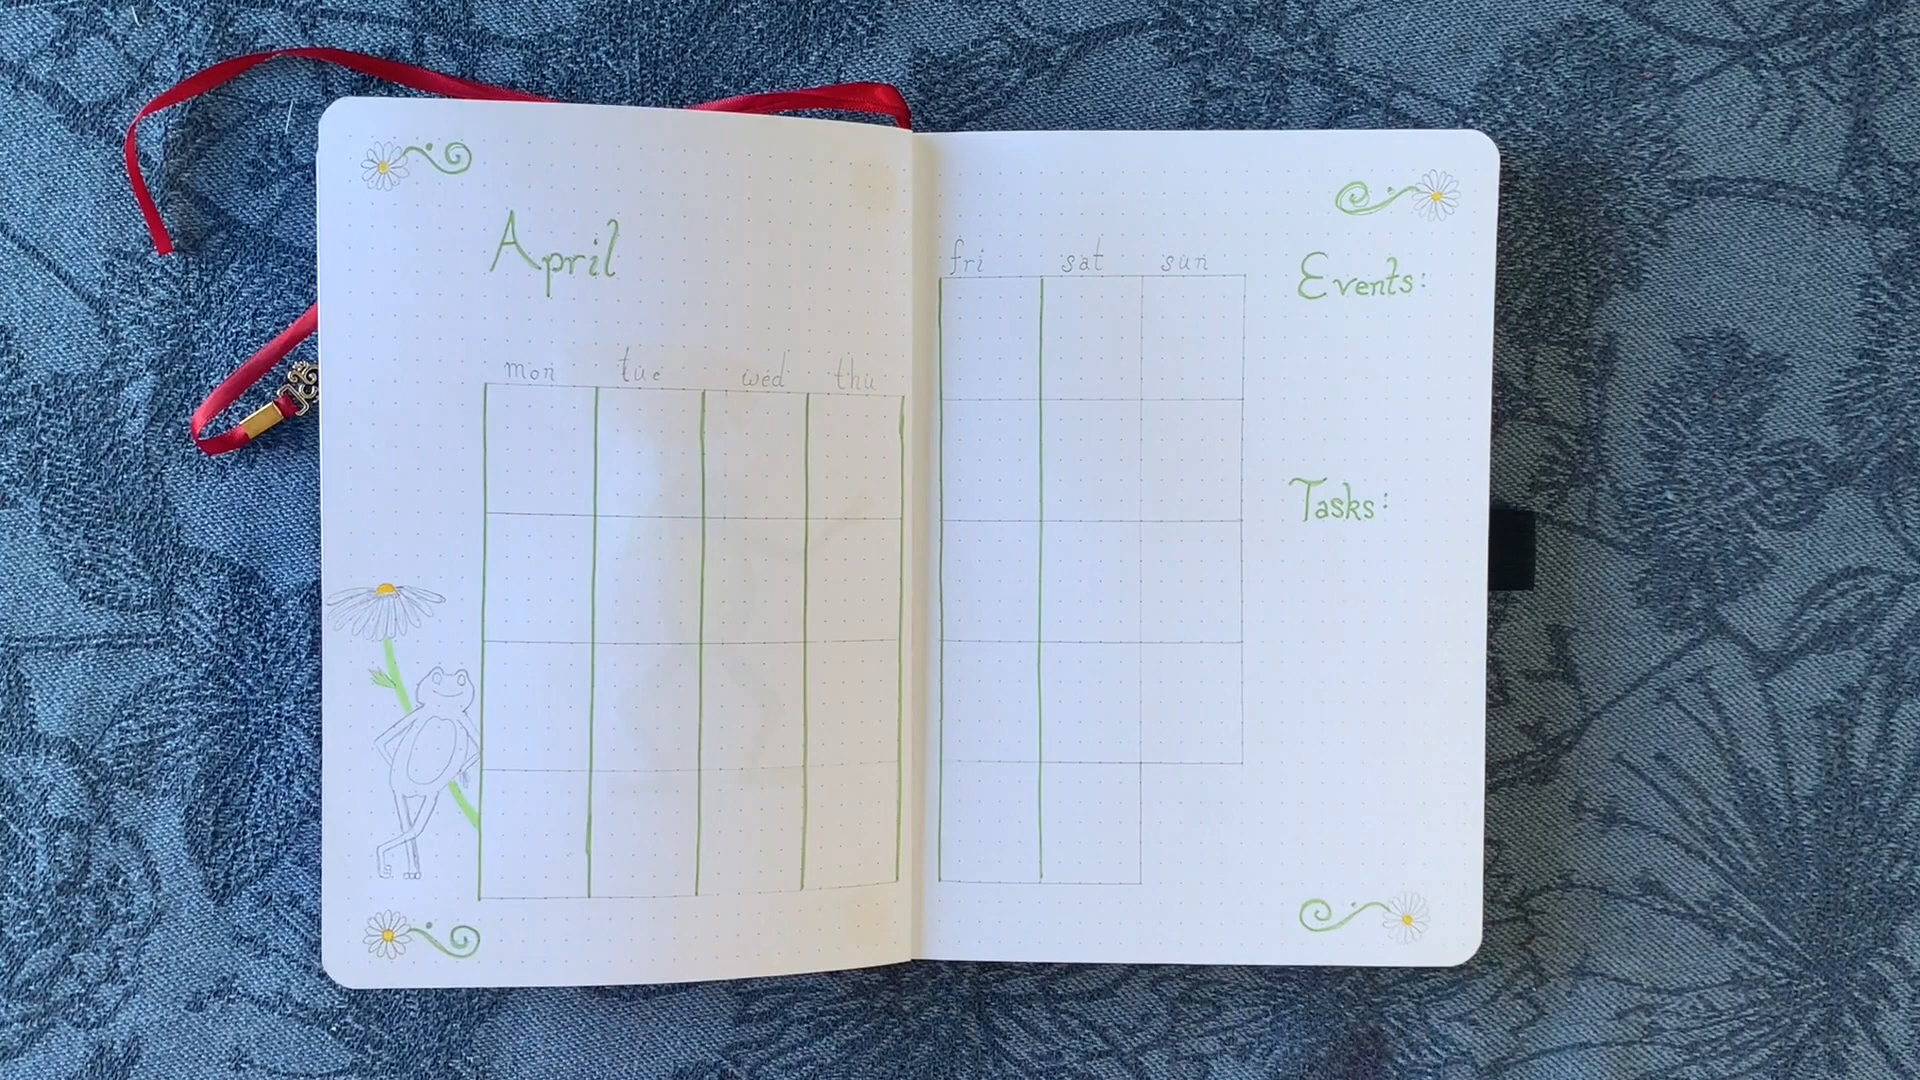 April
mon tue wed thu
fri sat sun
Events:
Tasks: